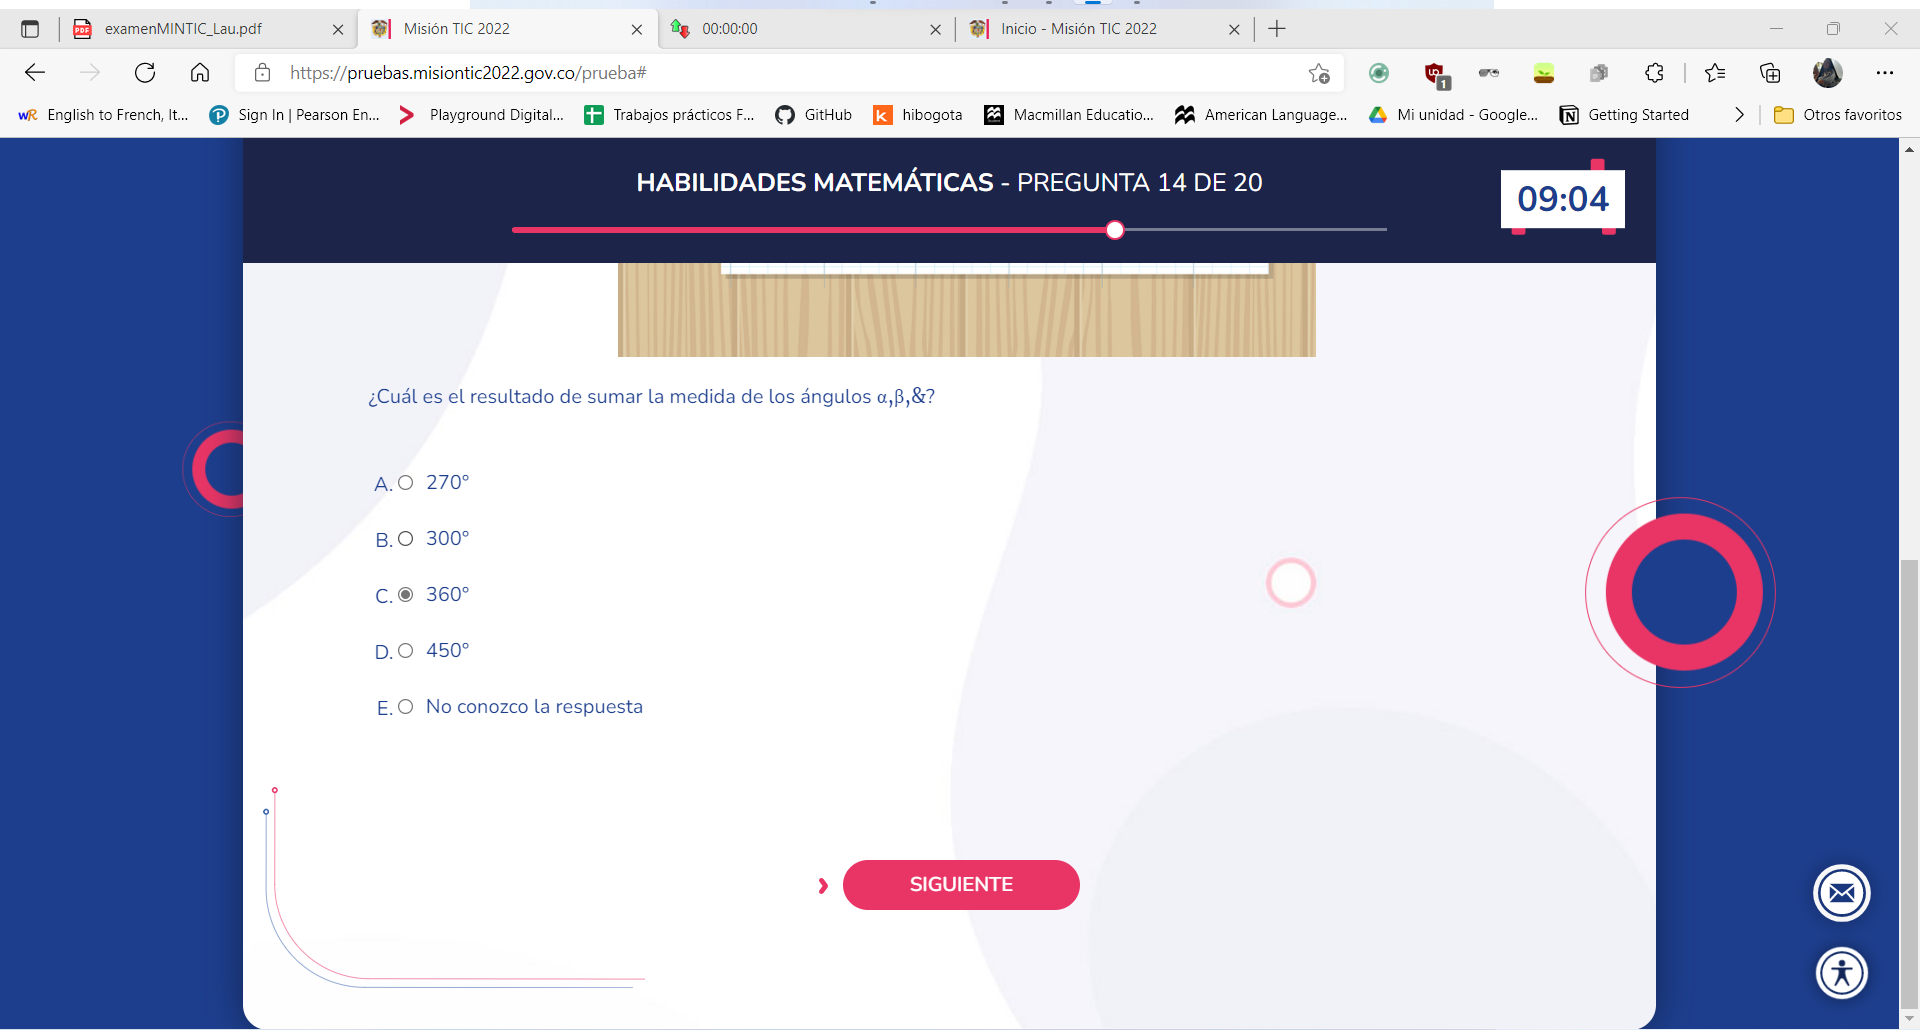 examenMINTIC_Lau.pdf
Misión TIC 2022
00:00:00
Inicio - Misión TIC 2022
https://pruebas.misiontic2022.gov.co/prueba#
1
English to French, It...
Sign In | Pearson En...
Playground Digital...
Trabajos prácticos F...
GitHub
hibogota
Macmillan Educatio...
American Language...
Mi unidad - Google...
Getting Started
Otros favoritos
HABILIDADES MATEMÁTICAS - PREGUNTA 14 DE 20
09:04
¿Cuál es el resultado de sumar la medida de los ángulos α,β,&?
A. 270°
B. 300°
C. 360°
D. 450°
E. No conozco la respuesta
SIGUIENTE